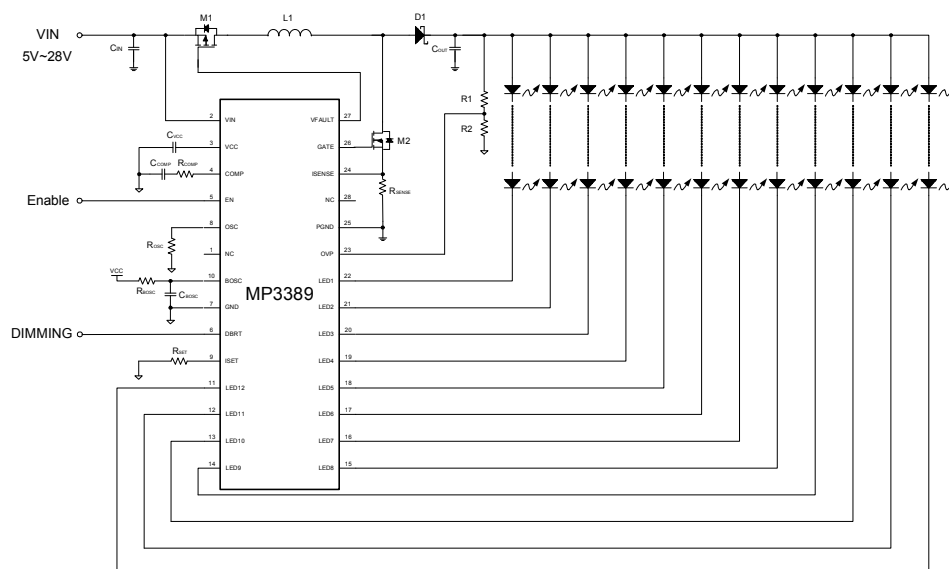 VIN
5V~28V
CIN
M1
L1
D1
COUT
R1
R2
M2
RSENSE
CVCC
CCOMP
RCOMP
Enable
ROSC
VCC
RBOSC
CBOSC
DIMMING
RSET
MP3389
2 VIN
3 VCC
4 COMP
5 EN
8 OSC
1 NC
10 BOSC
7 GND
6 DBRT
9 ISET
11 LED12
12 LED11
13 LED10
14 LED9
VFAULT 27
GATE 26
ISENSE 24
NC 28
PGND 25
OVP 23
LED1 22
LED2 21
LED3 20
LED4 19
LED5 18
LED6 17
LED7 16
LED8 15